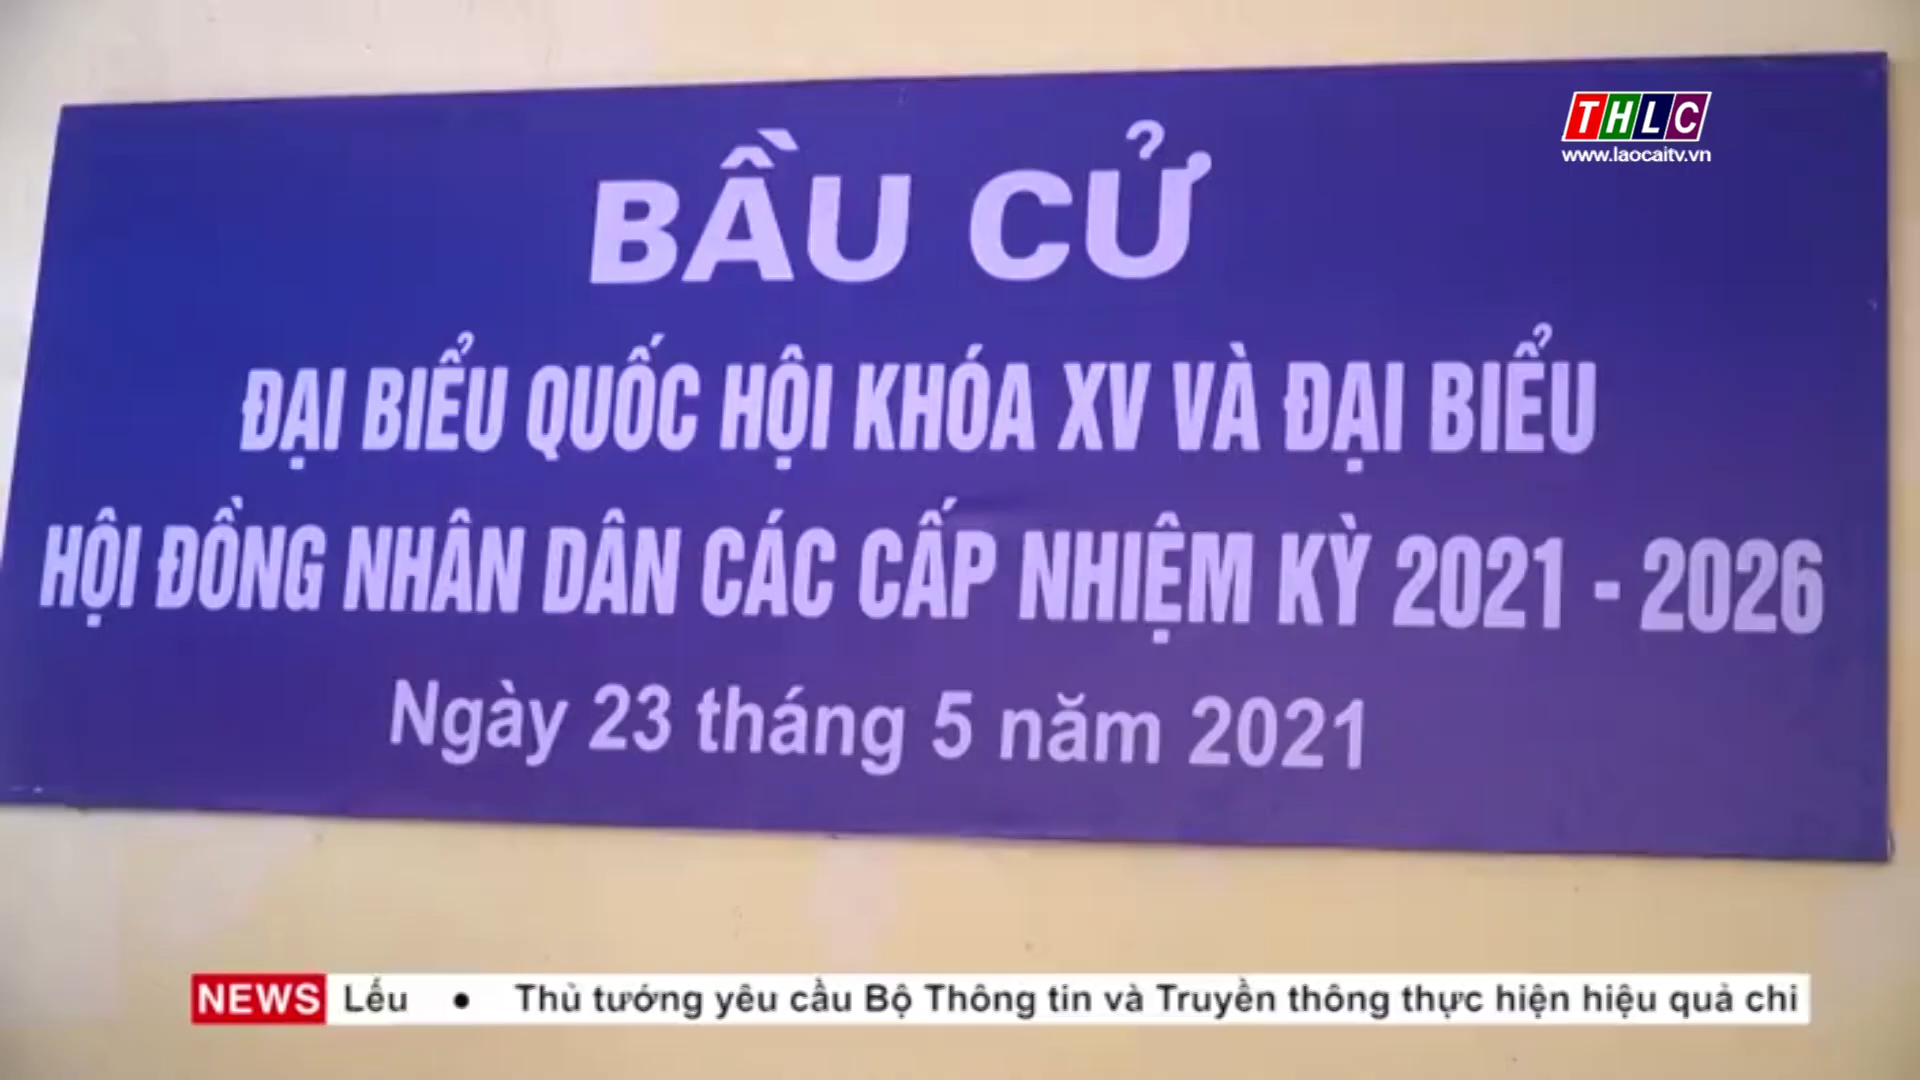 THLC
www.laocaitv.vn
BẦU CỬ
ĐẠI BIỂU QUỐC HỘI KHÓA XV VÀ ĐẠI BIỂU
HỘI ĐỒNG NHÂN DÂN CÁC CẤP NHIỆM KỲ 2021 - 2026
Ngày 23 tháng 5 năm 2021
NEWS Lếu • Thủ tướng yêu cầu Bộ Thông tin và Truyền thông thực hiện hiệu quả chi